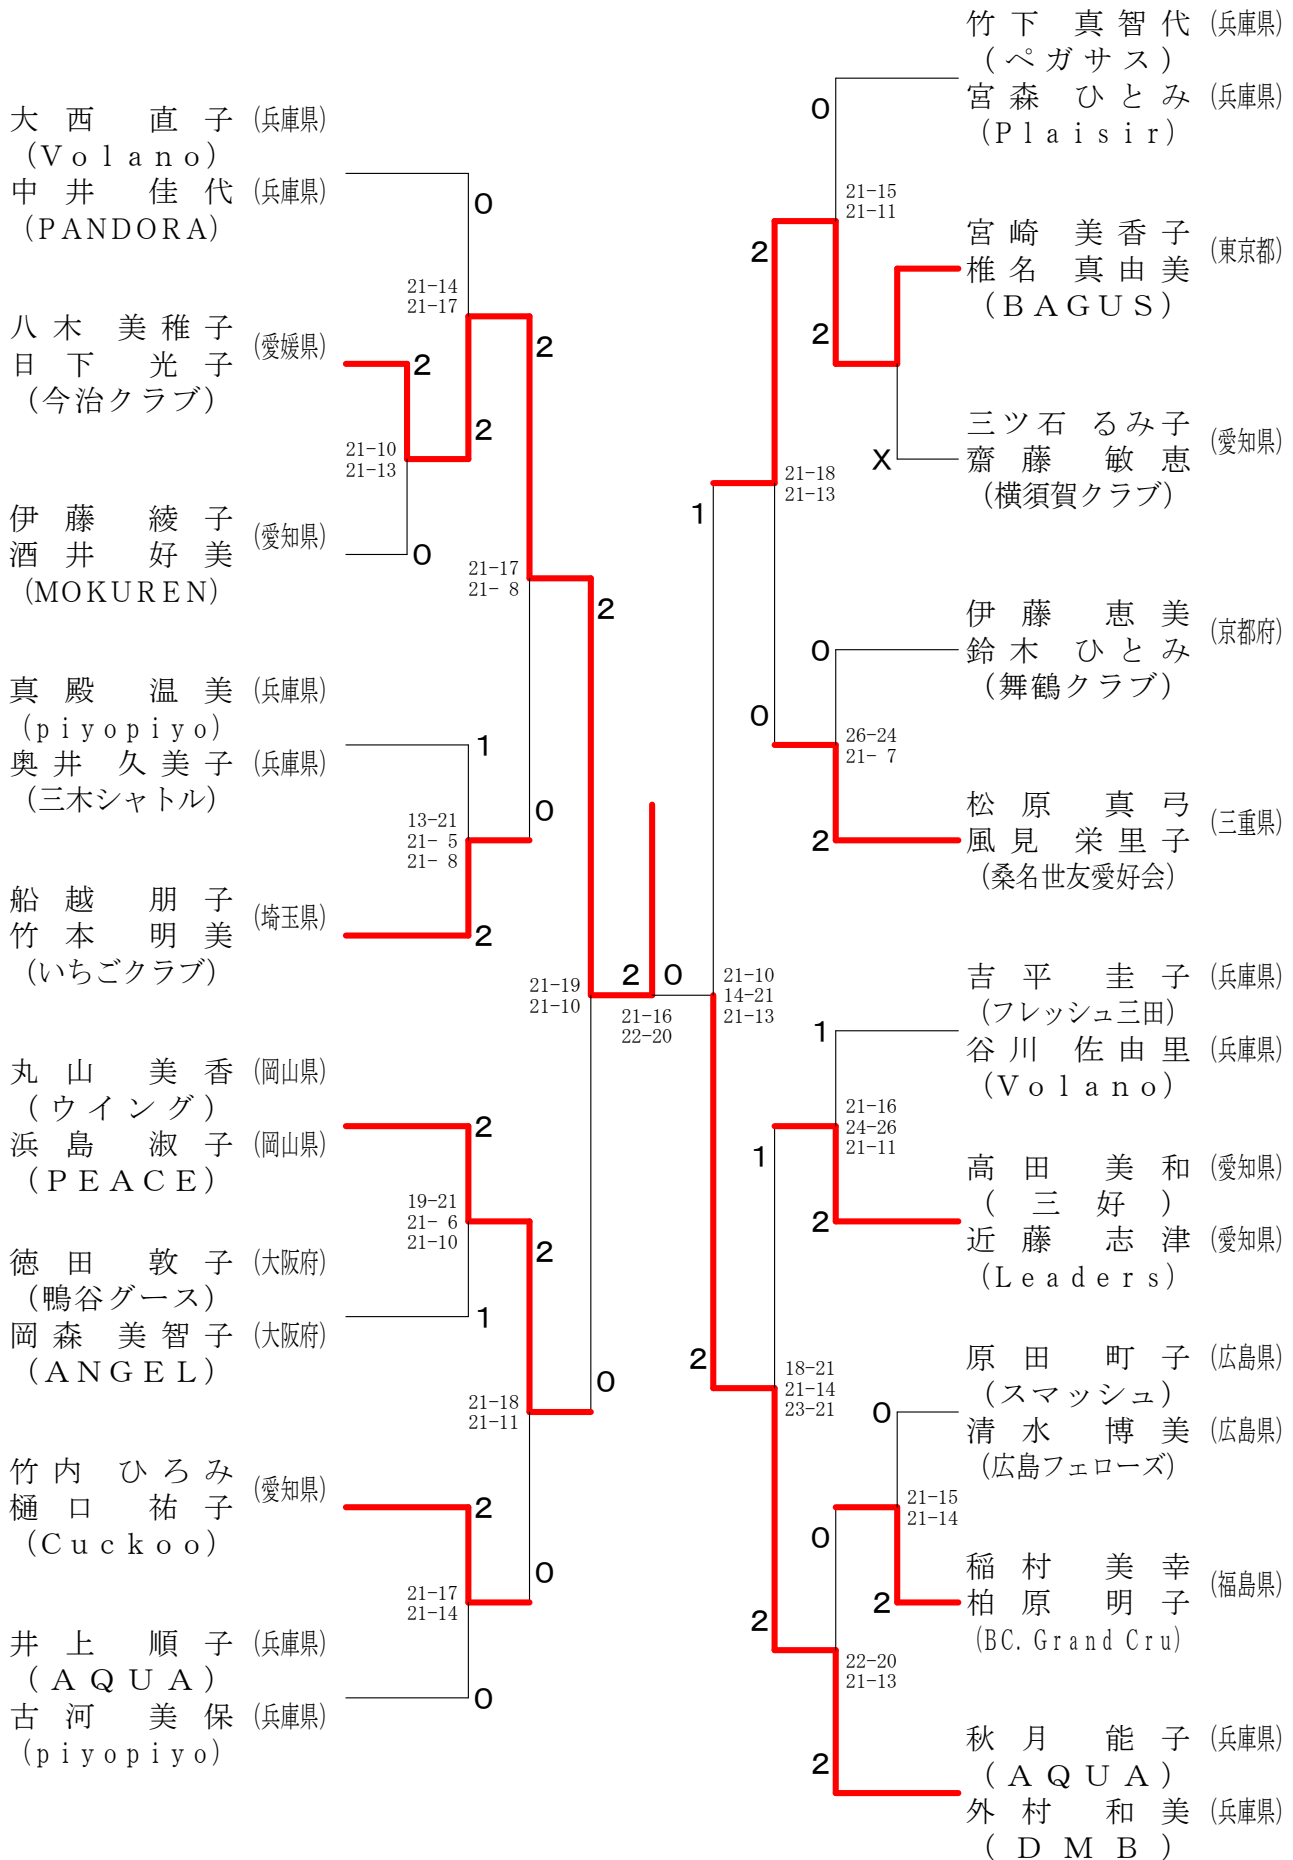 大西 直子 (兵庫県)
(Volano)
中井 佳代 (兵庫県)
(PANDORA)
0
21-14
21-17
八木 美稚子
日下 光子
(愛媛県)
(今治クラブ)
2
2
2
21-10
21-13
伊藤 綾子
酒井 好美
(愛知県)
(MOKUREN)
0
21-17
21- 8
2
真殿 温美 (兵庫県)
(piyopiyo)
奥井 久美子 (兵庫県)
(三木シャトル)
1
0
13-21
21- 5
21- 8
船越 朋子
竹本 明美
(埼玉県)
(いちごクラブ)
2
21-19
21-10
2 0
21-16
22-20
丸山 美香 (岡山県)
(ウイング)
浜島 淑子 (岡山県)
(PEACE)
2
19-21
21- 6
21-10
2
徳田 敦子 (大阪府)
(鴨谷グース)
岡森 美智子 (大阪府)
(ANGEL)
1
0
21-18
21-11
竹内 ひろみ
樋口 祐子
(愛知県)
(Cuckoo)
2
0
21-17
21-14
井上 順子 (兵庫県)
(AQUA)
古河 美保 (兵庫県)
(piyopiyo)
0
竹下 真智代 (兵庫県)
(ペガサス)
宮森 ひとみ (兵庫県)
(Plaisir)
0
21-15
21-11
2
宮崎 美香子
椎名 真由美
(東京都)
(BAGUS)
2
三ツ石 るみ子
齋藤 敏恵
(愛知県)
(横須賀クラブ)
X
21-18
21-13
1
伊藤 恵美
鈴木 ひとみ
(京都府)
(舞鶴クラブ)
0
0
26-24
21- 7
松原 真弓
風見 栄里子
(三重県)
(桑名世友愛好会)
2
21-10
14-21
21-13
吉平 圭子 (兵庫県)
(フレッシュ三田)
谷川 佐由里 (兵庫県)
(Volano)
1
21-16
24-26
21-11
1
高田 美和 (愛知県)
(三好)
近藤 志津 (愛知県)
(Leaders)
2
2
18-21
21-14
23-21
原田 町子 (広島県)
(スマッシュ)
清水 博美 (広島県)
(広島フェローズ)
0
21-15
21-14
0
稲村 美幸
柏原 明子
(福島県)
(BC. Grand Cru)
2
2
22-20
21-13
秋月 能子 (兵庫県)
(AQUA)
外村 和美 (兵庫県)
(DMB)
2